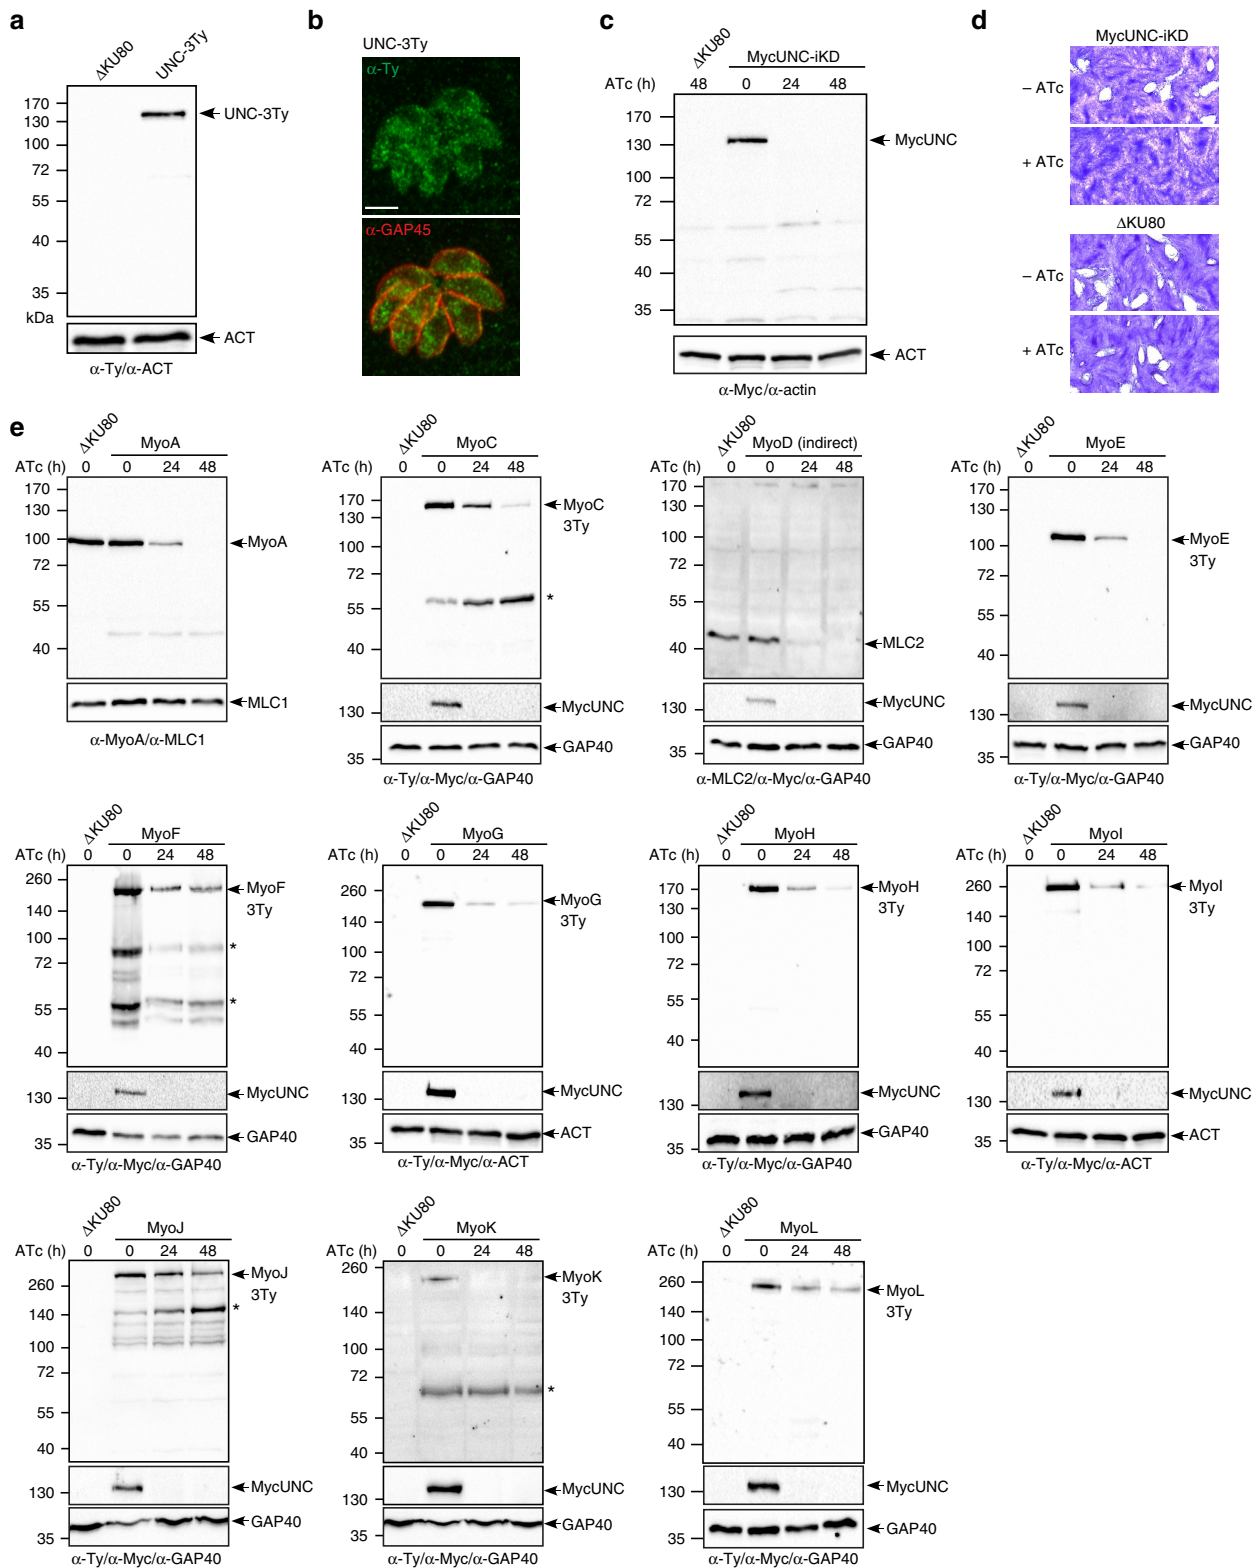 a
ΔKU80
UNC-3Ty
170
130
100
72
55
40
35
kDa
UNC-3Ty
ACT
α-Ty/α-ACT
b
UNC-3Ty
α-Ty
α-GAP45
c
ΔKU80
MycUNC-iKD
ATc (h)
48 0 24 48
170
130
100
72
55
40
35
MycUNC
ACT
α-Myc/α-actin
d
MycUNC-iKD
– ATc
+ ATc
ΔKU80
– ATc
+ ATc
e
ΔKU80
MyoA
ATc (h) 0 0 24 48
170
130
100
72
55
40
MyoA
MLC1
α-MyoA/α-MLC1
ΔKU80
MyoC
ATc (h) 0 0 24 48
170
130
100
72
55
40
MyoC
3Ty
*
130
MycUNC
35
GAP40
α-Ty/α-Myc/α-GAP40
ΔKU80
MyoD (indirect)
ATc (h) 0 0 24 48
170
130
100
72
55
40
MLC2
130
MycUNC
35
GAP40
α-MLC2/α-Myc/α-GAP40
ΔKU80
MyoE
ATc (h) 0 0 24 48
170
130
100
72
55
40
MyoE
3Ty
130
MycUNC
35
GAP40
α-Ty/α-Myc/α-GAP40
ΔKU80
MyoF
ATc (h) 0 0 24 48
260
140
100
72
55
40
MyoF
3Ty
*
*
130
MycUNC
35
GAP40
α-Ty/α-Myc/α-GAP40
ΔKU80
MyoG
ATc (h) 0 0 24 48
260
140
100
72
55
40
MyoG
3Ty
130
MycUNC
35
ACT
α-Ty/α-Myc/α-ACT
ΔKU80
MyoH
ATc (h) 0 0 24 48
170
130
100
72
55
40
MyoH
3Ty
130
MycUNC
35
GAP40
α-Ty/α-Myc/α-GAP40
ΔKU80
MyoI
ATc (h) 0 0 24 48
260
140
100
72
55
40
MyoI
3Ty
130
MycUNC
35
ACT
α-Ty/α-Myc/α-ACT
ΔKU80
MyoJ
ATc (h) 0 0 24 48
260
140
100
72
55
40
MyoJ
3Ty
*
130
MycUNC
35
GAP40
α-Ty/α-Myc/α-GAP40
ΔKU80
MyoK
ATc (h) 0 0 24 48
260
140
100
72
55
40
MyoK
3Ty
*
130
MycUNC
35
GAP40
α-Ty/α-Myc/α-GAP40
ΔKU80
MyoL
ATc (h) 0 0 24 48
260
140
100
72
55
40
MyoL
3Ty
130
MycUNC
35
GAP40
α-Ty/α-Myc/α-GAP40